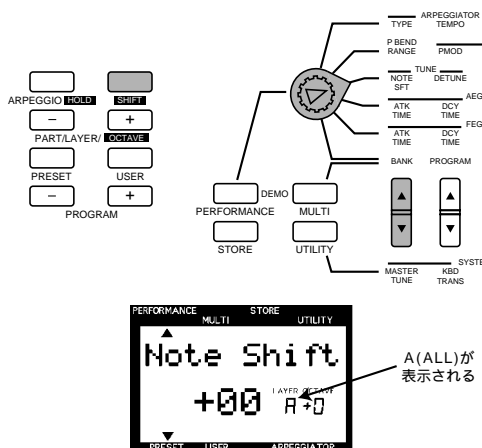 ARPEGGIATOR
TYPE TEMPO
P BEND
RANGE PMOD
TUNE
NOTE
SFT DETUNE
AEG
ATK
TIME DCY
TIME
FEG
ATK
TIME DCY
TIME
BANK PROGRAM
ARPEGGIO HOLD SHIFT
− +
PART/LAYER/ OCTAVE
PRESET USER
− +
PROGRAM
DEMO
PERFORMANCE MULTI
STORE UTILITY
SYSTE
MASTER
TUNE KBD
TRANS
PERFORMANCE MULTI STORE UTILITY
Note Shift
LAYER OCTAVE
+00 A+0
PRESET USER ARPEGGIATOR
A(ALL)が
表示される